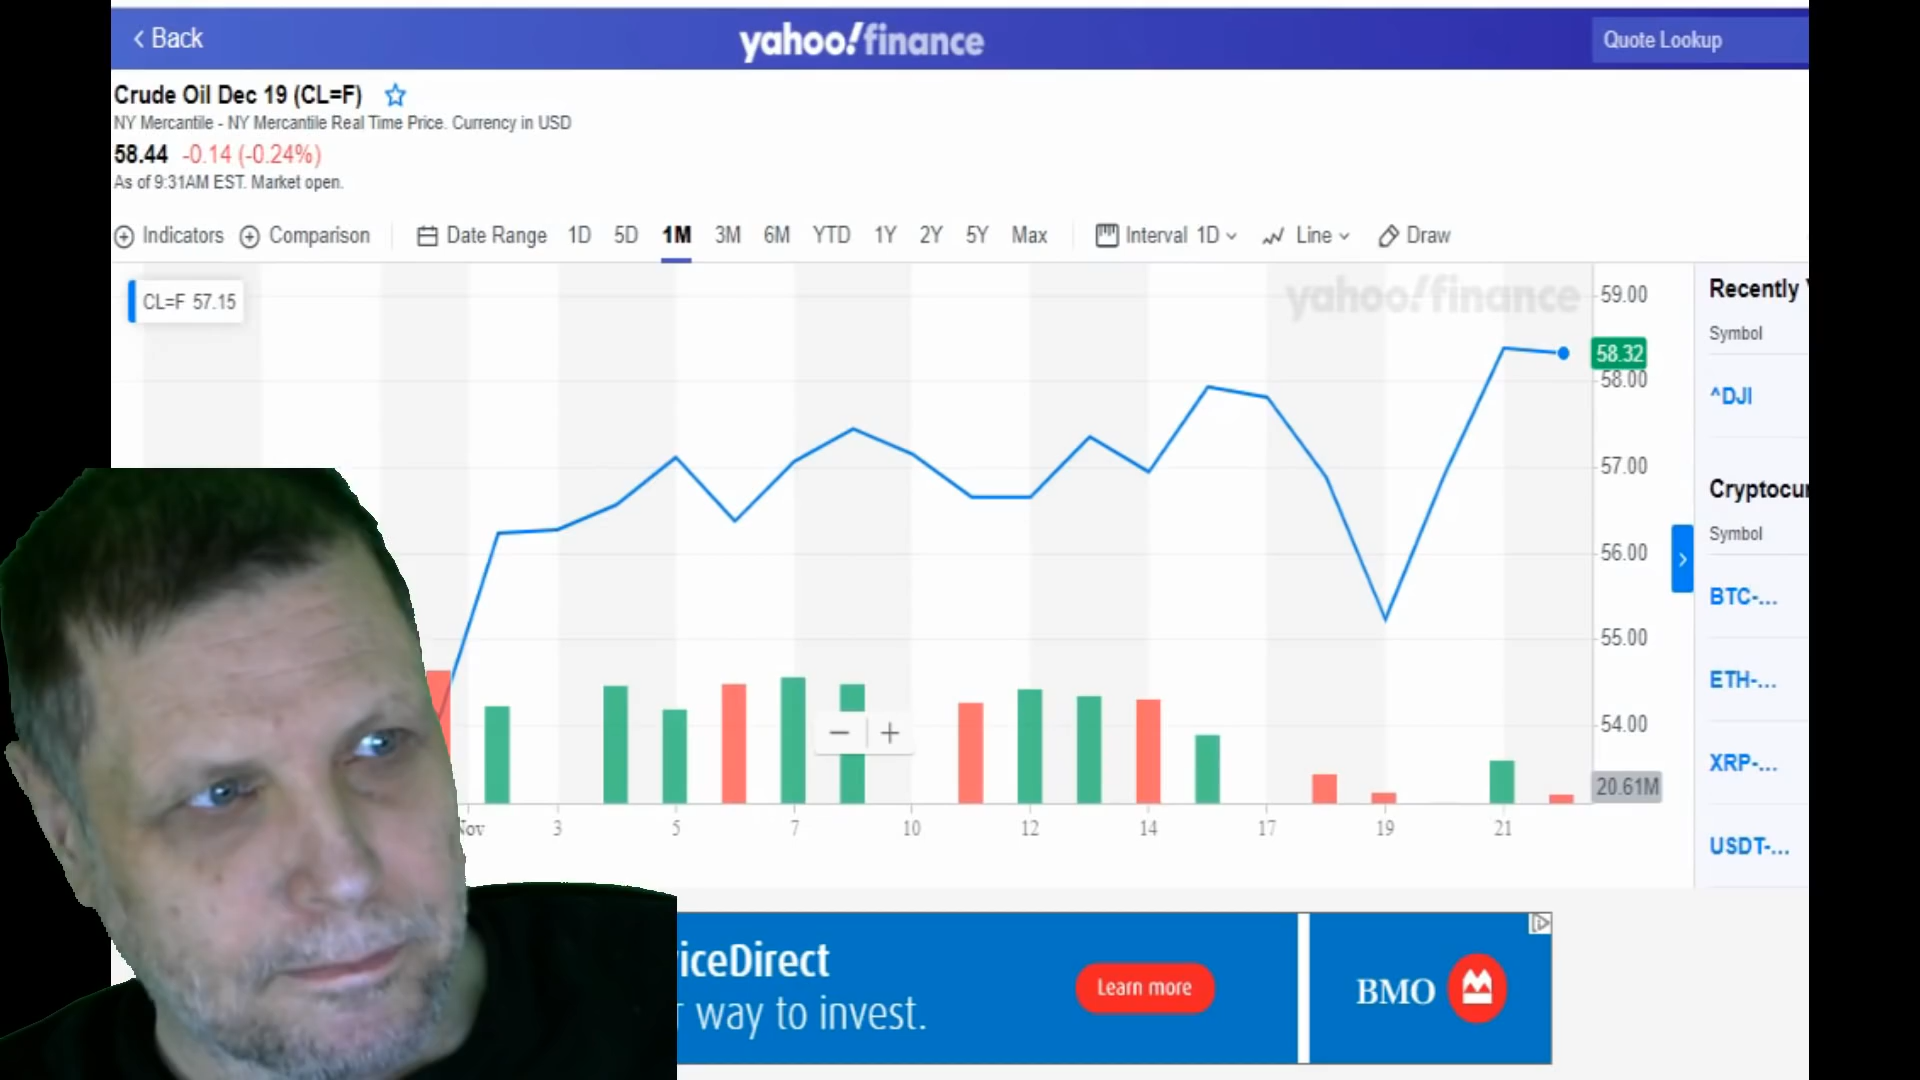 Back
yahoo!finance
Quote Lookup
Crude Oil Dec 19 (CL=F)
NY Mercantile - NY Mercantile Real Time Price. Currency in USD
58.44 -0.14 (-0.24%)
As of 9:31AM EST. Market open.
Indicators Comparison Date Range 1D 5D 1M 3M 6M YTD 1Y 2Y 5Y Max Interval 1D Line Draw
CL=F 57.15
yahoo!finance
59.00
58.32
58.00
57.00
56.00
55.00
54.00
20.61M
Nov 3 5 7 10 12 14 17 19 21
Recently
Symbol
^DJI
Cryptocur
Symbol
BTC-...
ETH-...
XRP-...
USDT-...
iceDirect
r way to invest.
Learn more
BMO